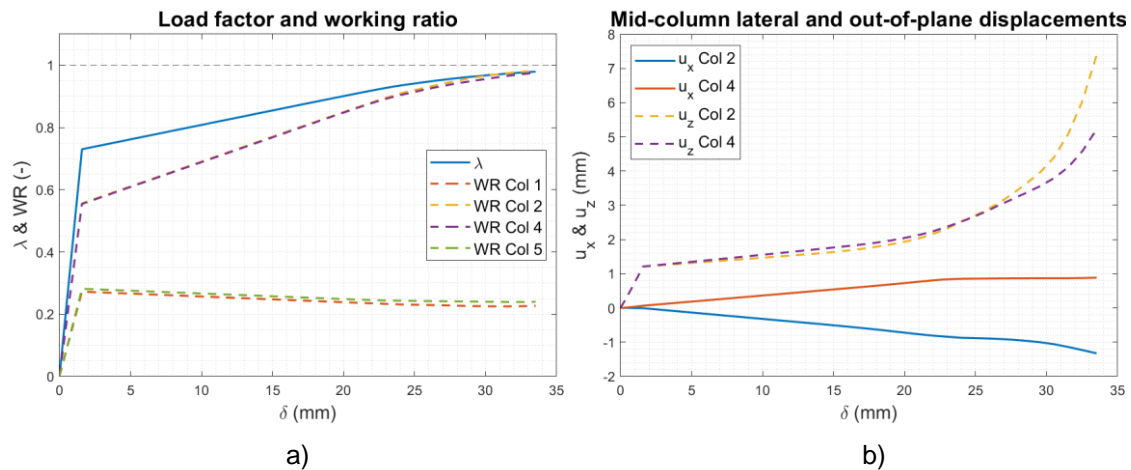 Load factor and working ratio
λ & WR (-)
1
0.8
0.6
0.4
0.2
0
λ
WR Col 1
WR Col 2
WR Col 4
WR Col 5
0 5 10 15 20 25 30 35
δ (mm)
a)
Mid-column lateral and out-of-plane displacements
u_x & u_z (mm)
8
7
6
5
4
3
2
1
0
-1
-2
u_x Col 2
u_x Col 4
u_z Col 2
u_z Col 4
0 5 10 15 20 25 30 35
δ (mm)
b)